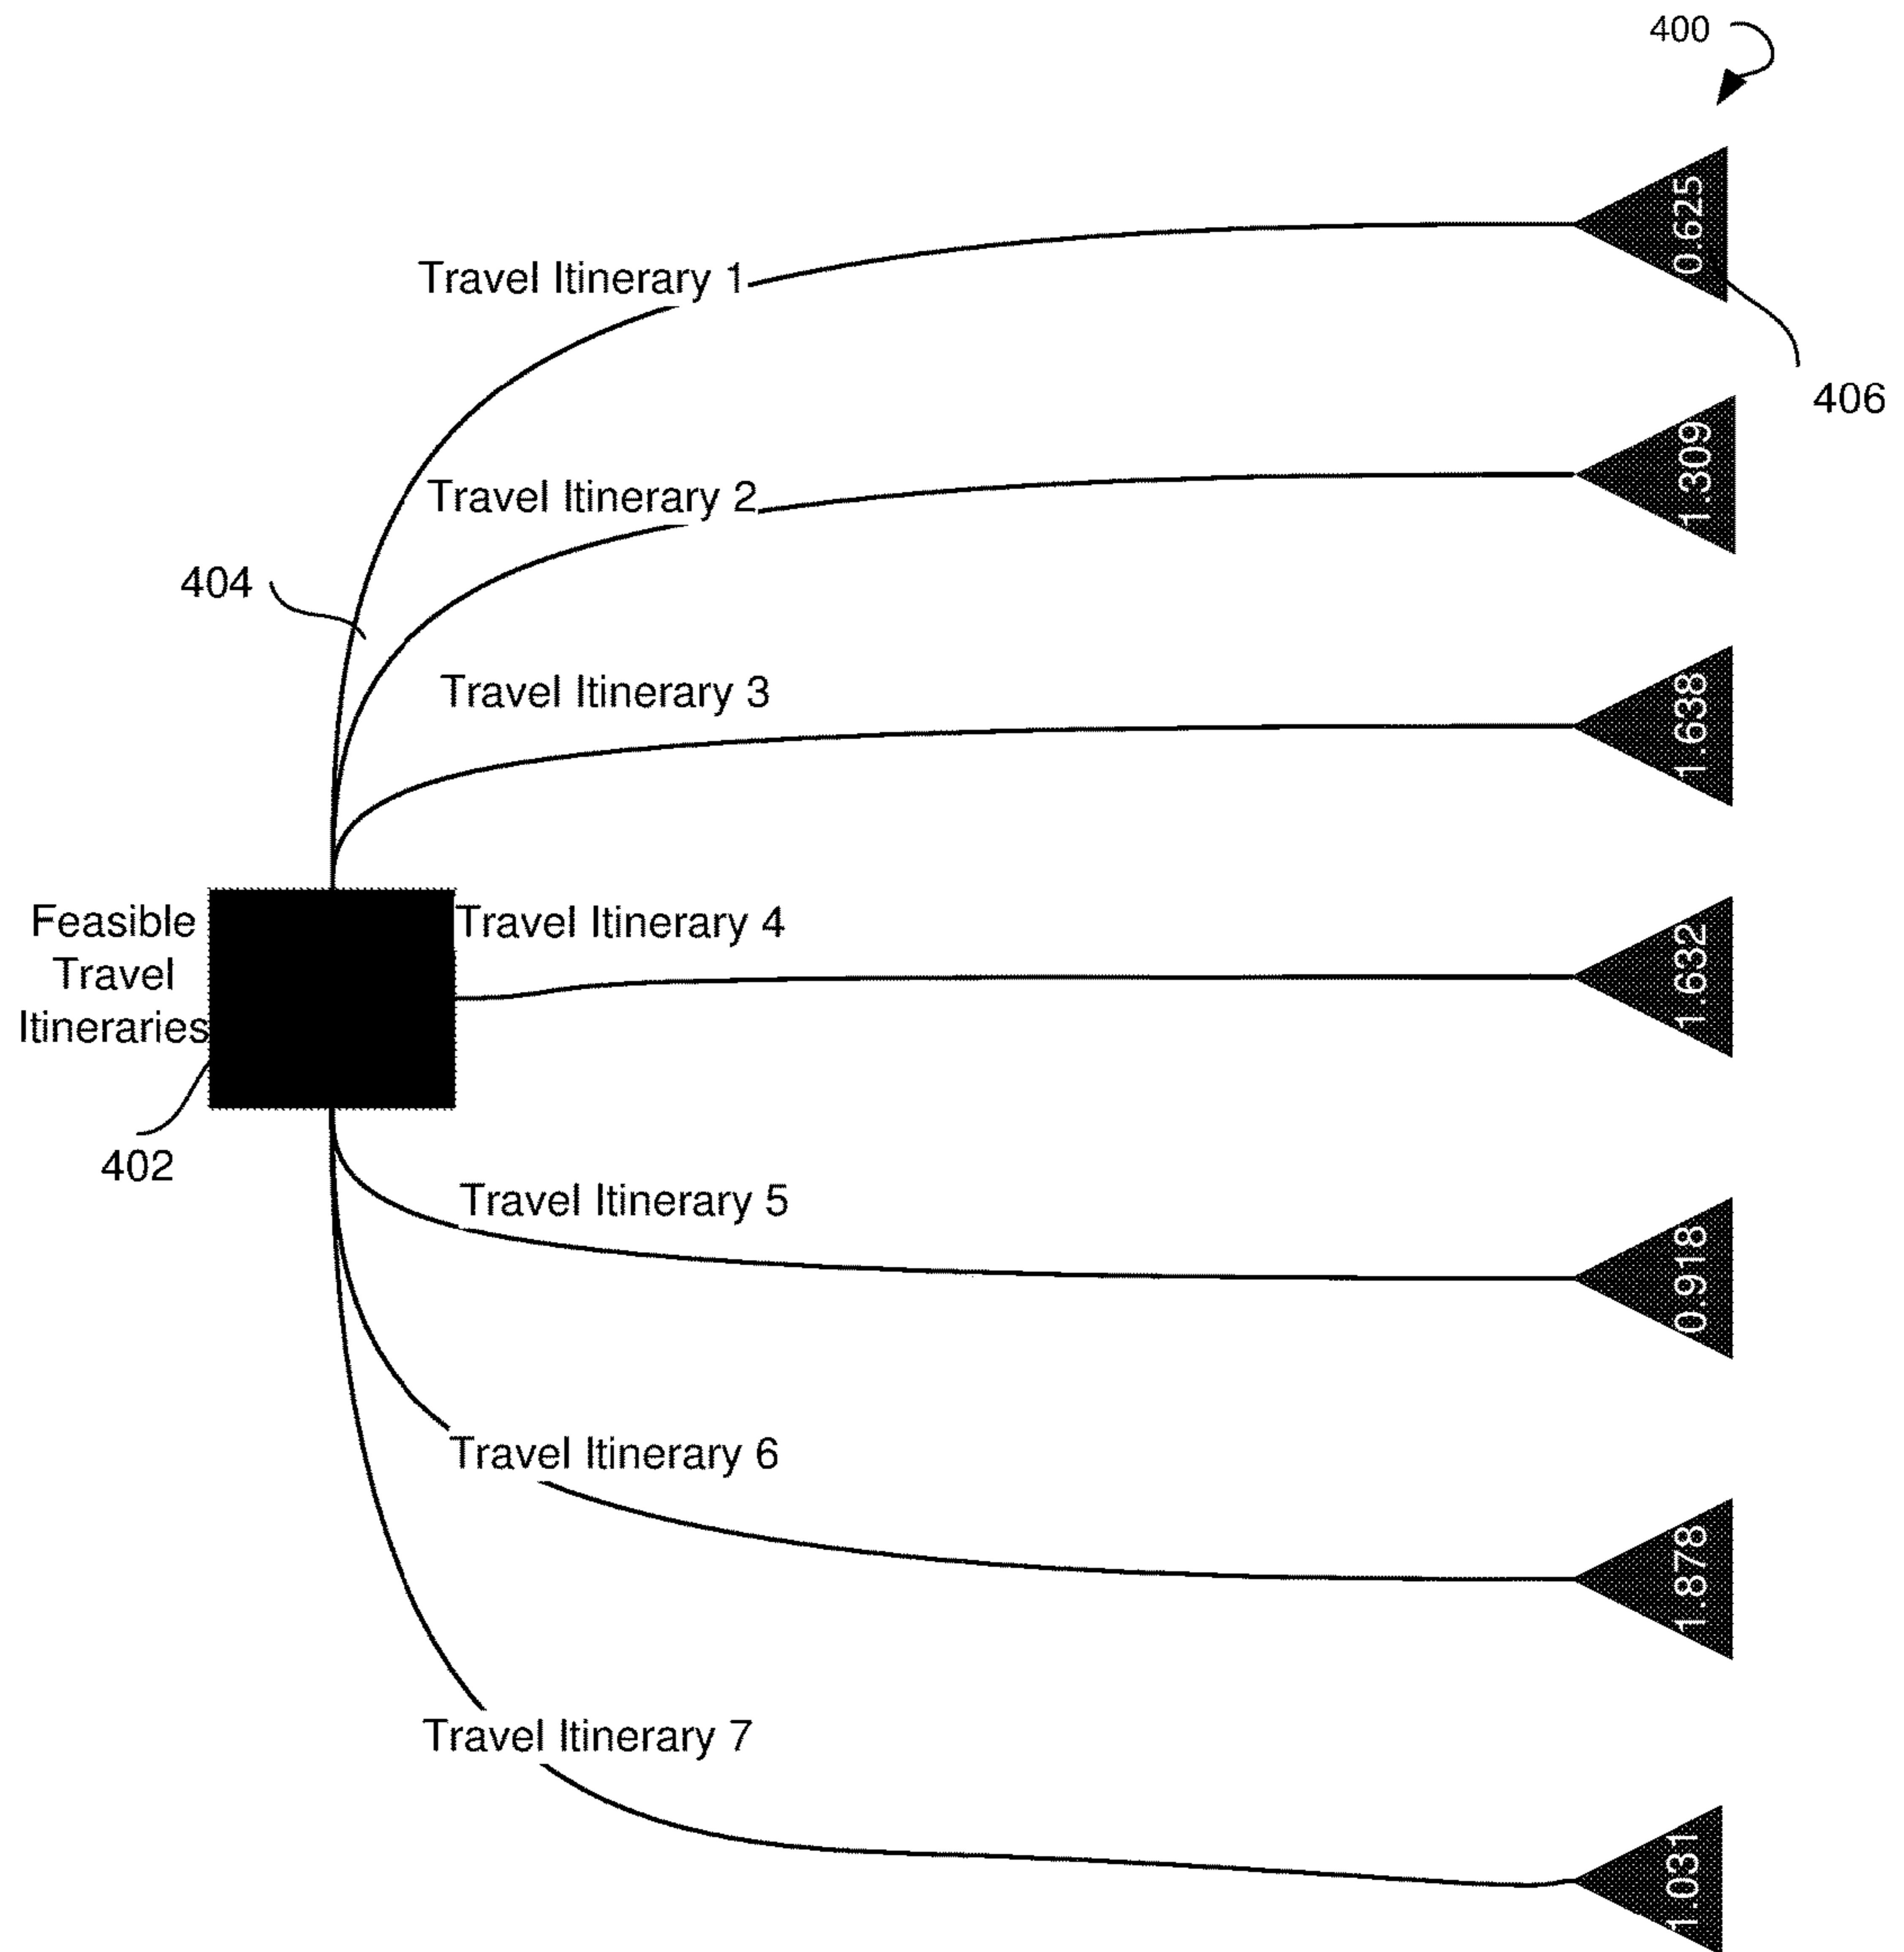 400
0.625
Travel Itinerary 1
406
1.309
Travel Itinerary 2
404
1.638
Travel Itinerary 3
Feasible
Travel
Itineraries
Travel Itinerary 4
1.632
402
Travel Itinerary 5
0.918
Travel Itinerary 6
1.878
Travel Itinerary 7
1.031